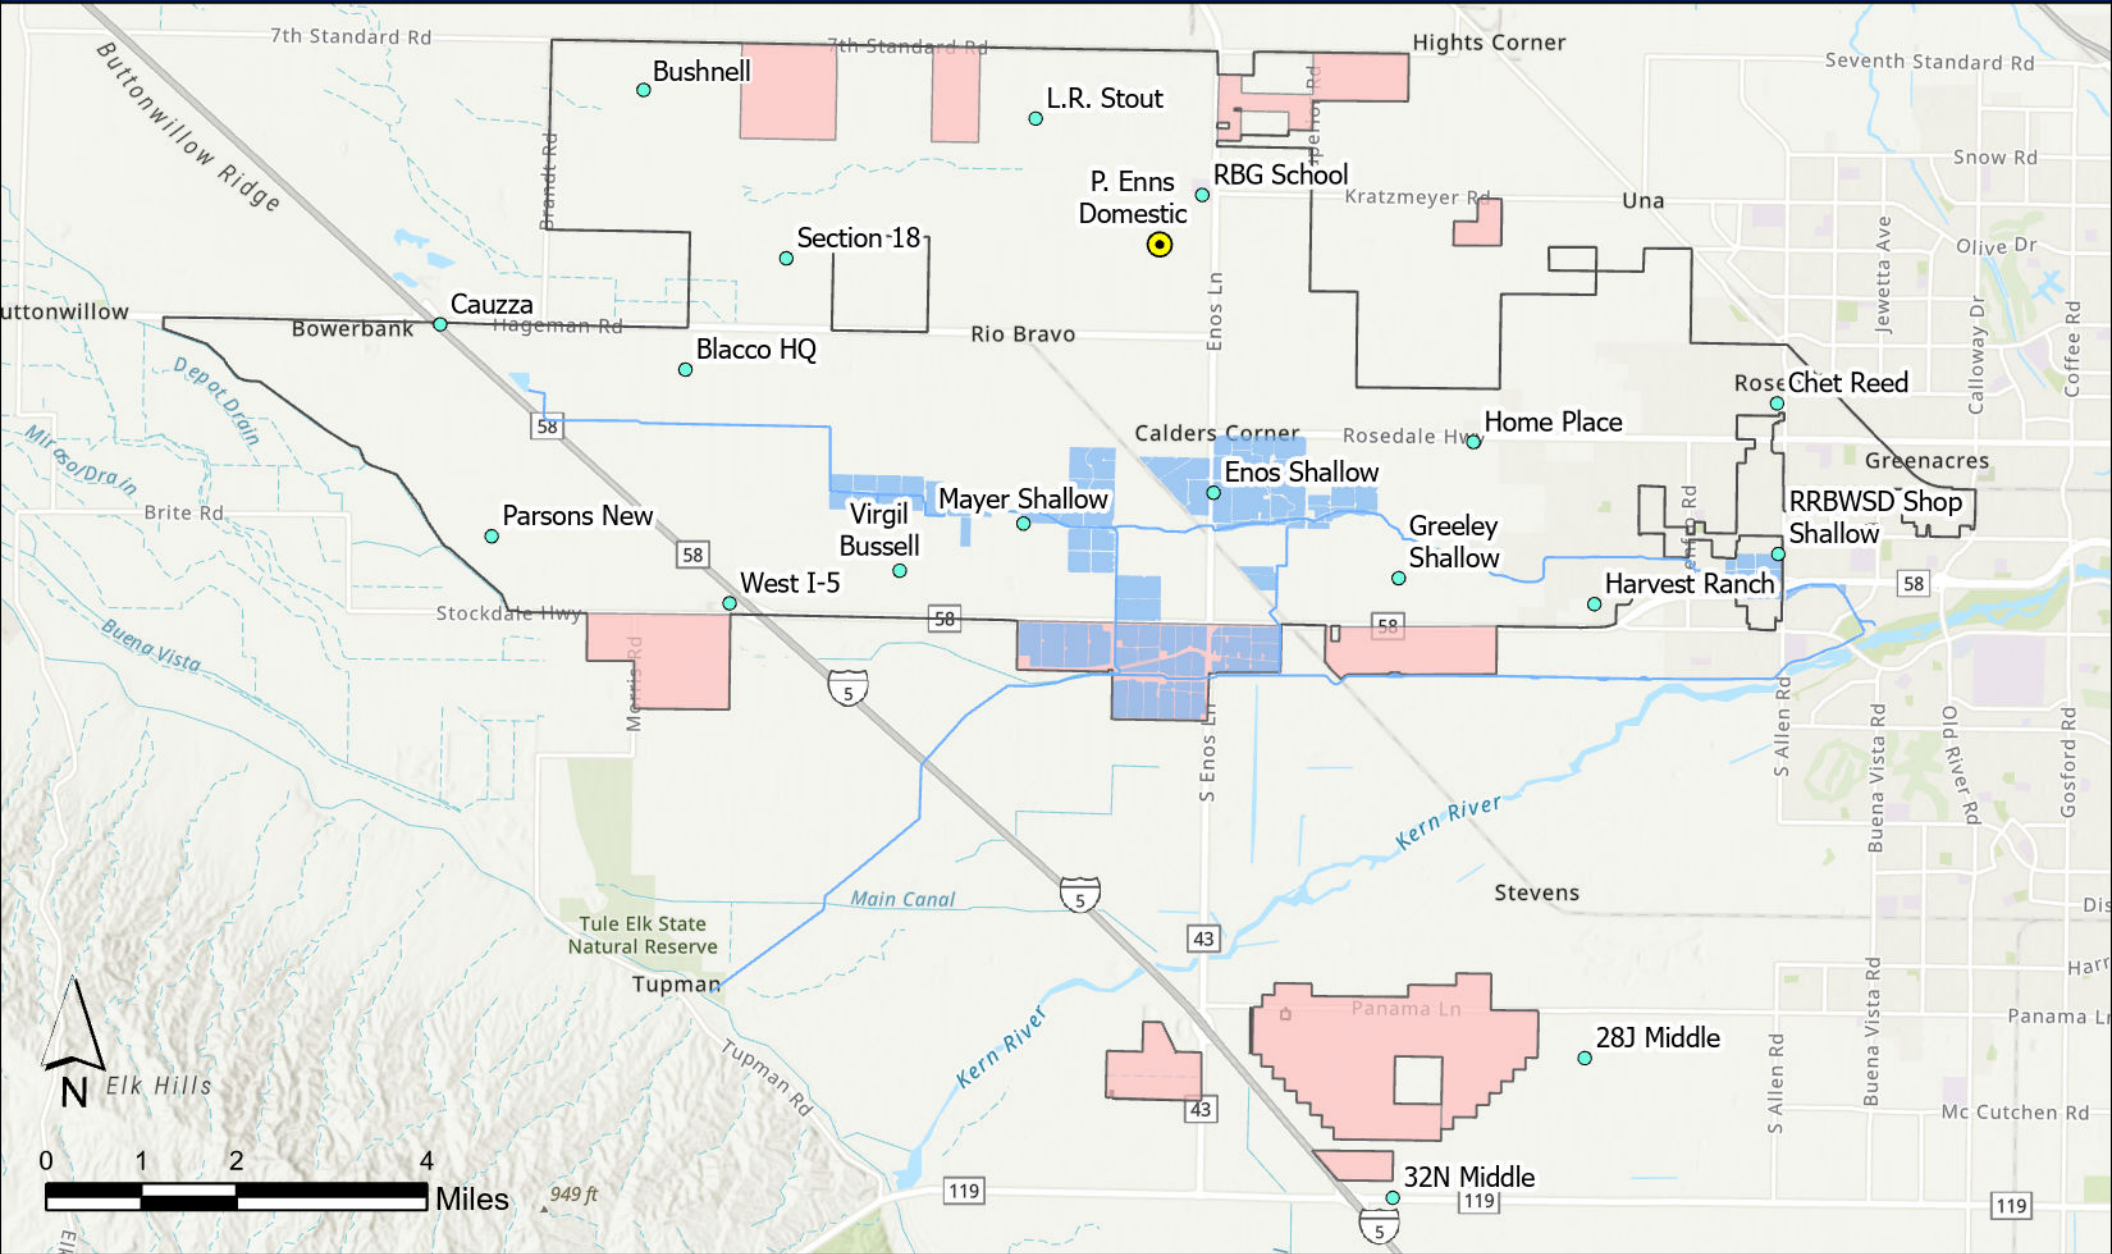 7th Standard Rd
7th Standard Rd
Hights Corner
Seventh Standard Rd
Buttonwillow Ridge
Bushnell
L.R. Stout
Brandt Rd
Snow Rd
P. Enns
Domestic
RBG School
Kratzmeyer Rd
Una
Section 18
Olive Dr
Jewetta Ave
Calloway Dr
Coffee Rd
Enos Ln
uttonwillow
Bowerbank
Cauzza
Hageman Rd
Rio Bravo
Blacco HQ
Depot Drain
Rose
Chet Reed
58
Calders Corner
Rosedale Hwy
Home Place
Greenacres
Enos Shallow
Brite Rd
Parsons New
Mayer Shallow
Virgil
Bussell
Greeley
Shallow
RRBWSD Shop
Shallow
58
West I-5
Harvest Ranch
58
Stockdale Hwy
58
58
Buena Vista
Morris Rd
5
S Enos Ln
S Allen Rd
Buena Vista Rd
Old River Rd
Gosford Rd
Kern River
5
Main Canal
Stevens
Dis
Tule Elk State
Natural Reserve
43
Tupman
Harr
Panama Ln
Panama Ln
28J Middle
Kern River
Tupman Rd
N
Elk Hills
43
S Allen Rd
Buena Vista Rd
Mc Cutchen Rd
0 1 2 4
Miles
949 ft
119
32N Middle
119
119
5
Elk